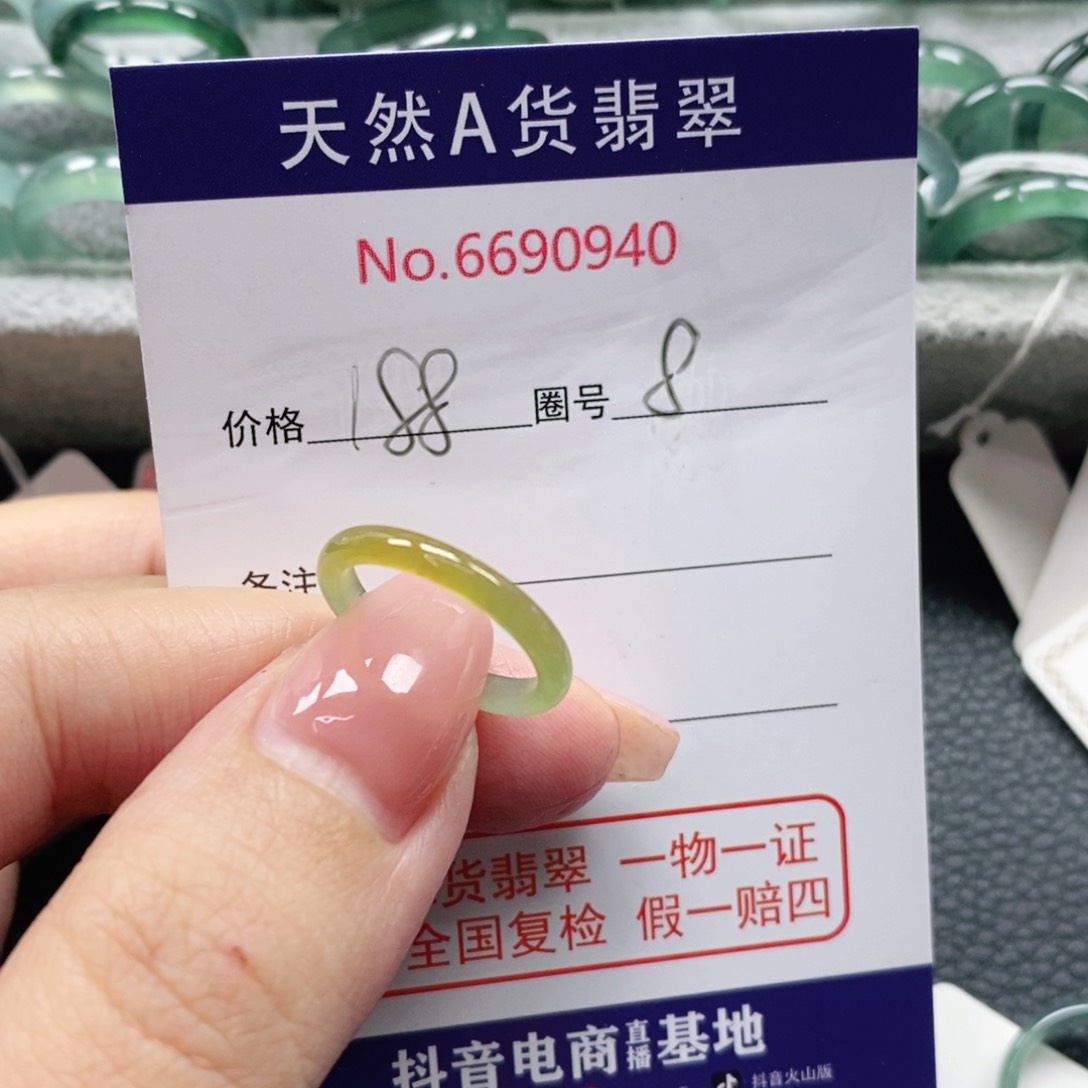 天然A货翡翠
No.6690940
价格 188 圈号 8
备注
货翡翠 一物一证
全国复检 假一赔四
抖音电商直播基地
抖音火山版